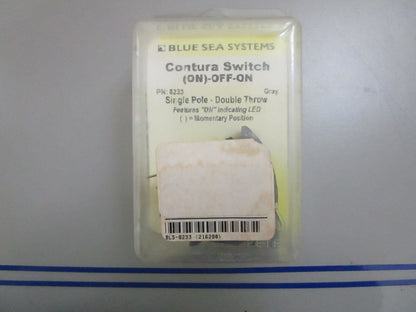 BLUE SEA SYSTEMS
Contura Switch
(ON)-OFF-ON
PN: 8233 Gray
Single Pole - Double Throw
Features "ON" indicating LED
( ) = Momentary Position
BLS-8233 (216200)